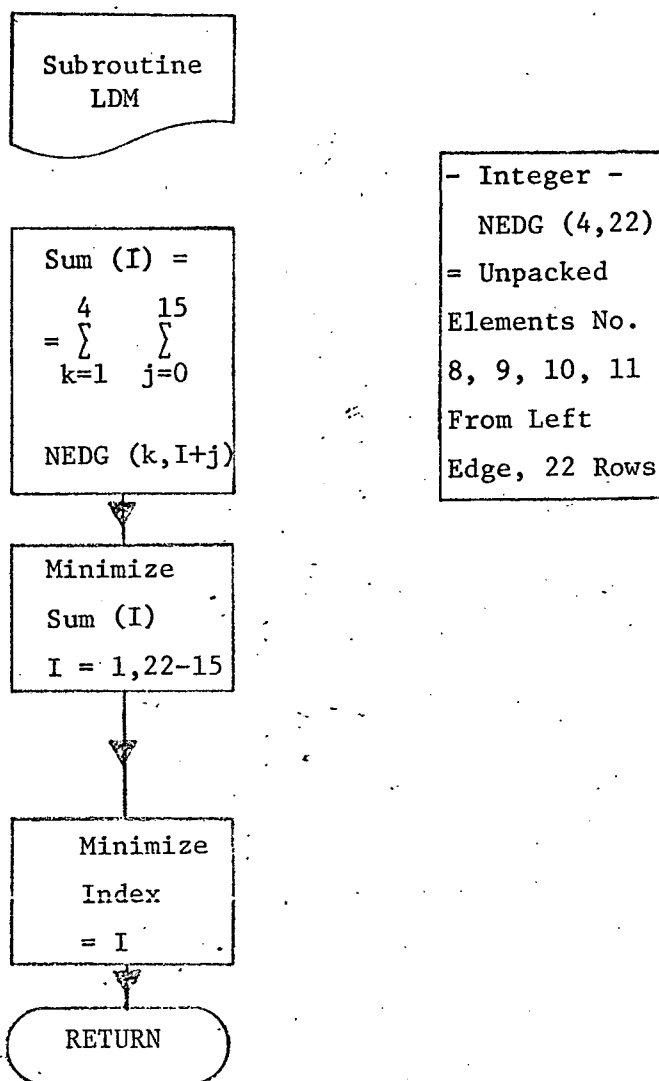 Subroutine
LDM
Sum (I) =
4 15
= ∑ ∑
k=1 j=0
NEDG (k,I+j)
Minimize
Sum (I)
I = 1,22-15
Minimize
Index
= I
RETURN
- Integer -
NEDG (4,22)
= Unpacked
Elements No.
8, 9, 10, 11
From Left
Edge, 22 Rows